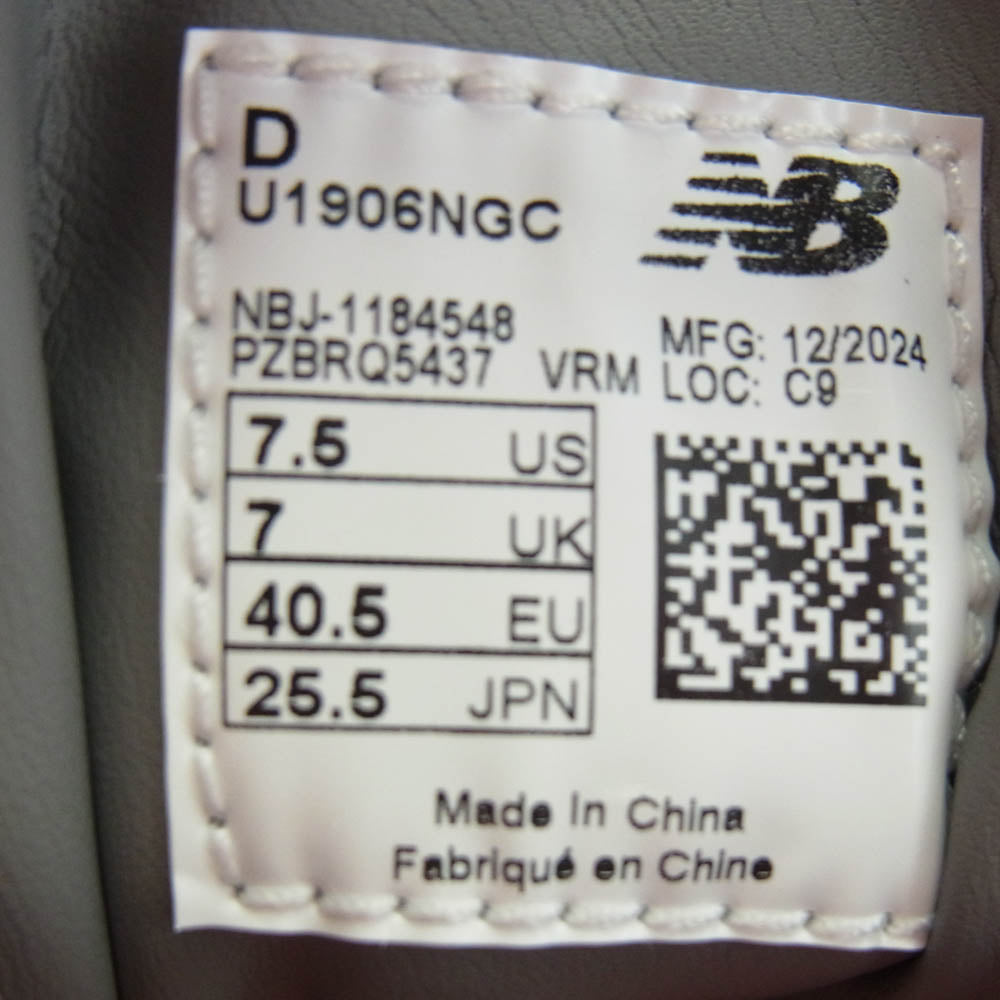 D
U1906NGC
NB
NBJ-1184548
PZBRQ5437 VRM
MFG: 12/2024
LOC: C9
7.5 US
7 UK
40.5 EU
25.5 JPN
Made In China
Fabriqué en Chine